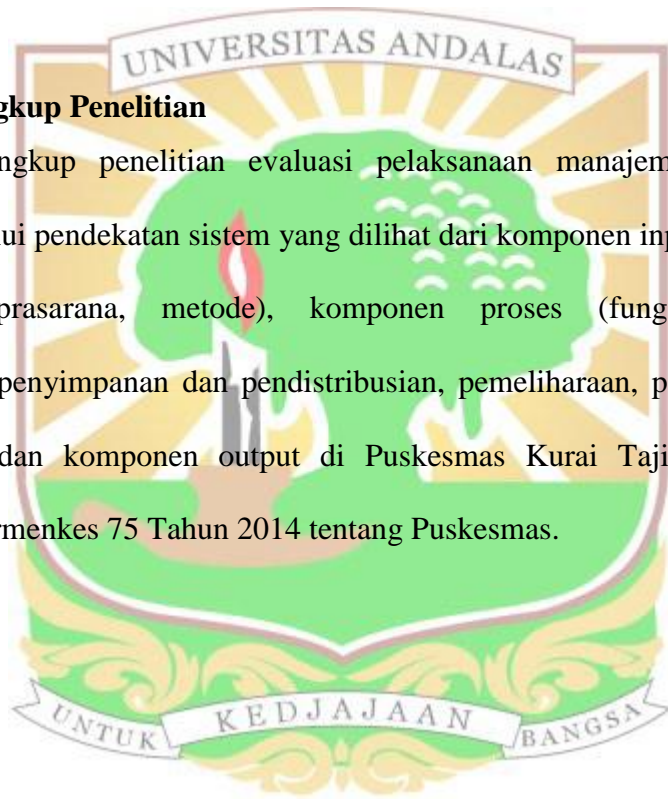 UNIVERSITAS ANDALAS
gkup Penelitian
ngkup penelitian evaluasi pelaksanaan manajem
ui pendekatan sistem yang dilihat dari komponen inp
prasarana, metode), komponen proses (fung
penyimpanan dan pendistribusian, pemeliharaan, p
dan komponen output di Puskesmas Kurai Taji
rmenkes 75 Tahun 2014 tentang Puskesmas.
UNTUK KEDJAJAAN BANGSA